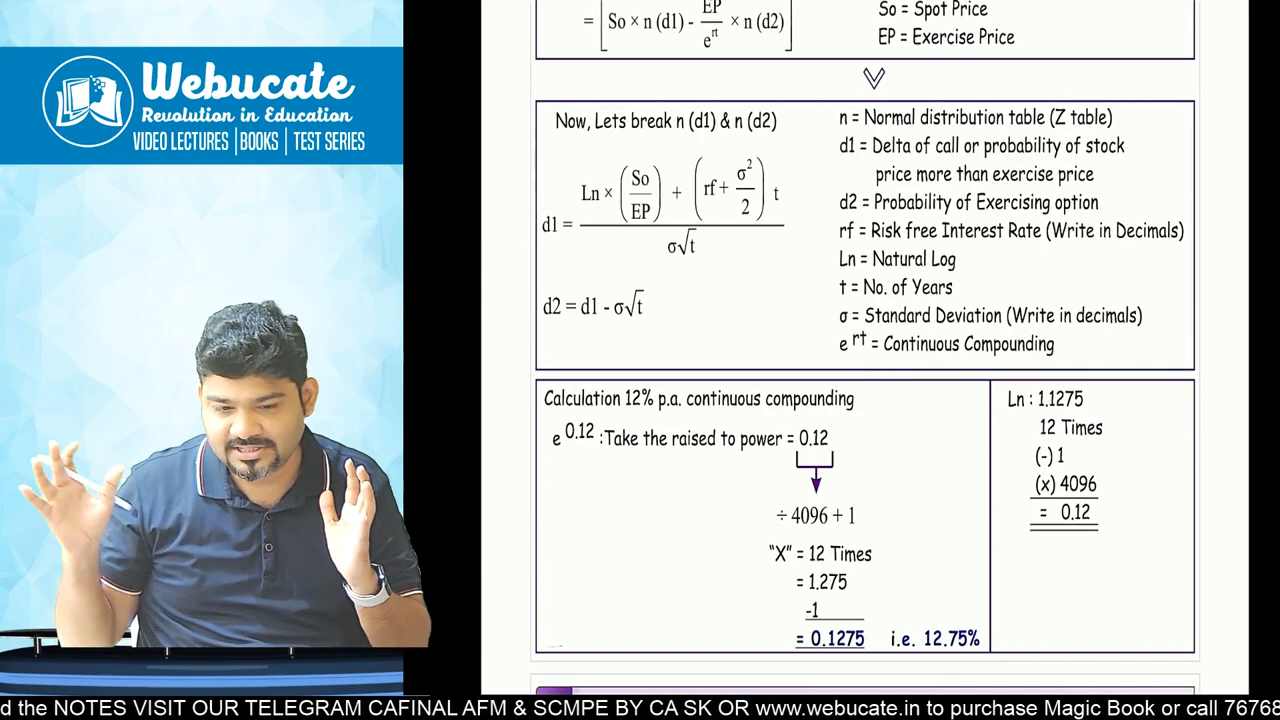 Webucate
Revolution in Education
VIDEO LECTURES | BOOKS | TEST SERIES
= [ So × n (d1) - EP / e^rt × n (d2) ]
So = Spot Price
EP = Exercise Price
Now, Lets break n (d1) & n (d2)
d1 = Ln × (So / EP) + (rf + σ² / 2) t / σ√t
d2 = d1 - σ√t
n = Normal distribution table (Z table)
d1 = Delta of call or probability of stock
price more than exercise price
d2 = Probability of Exercising option
rf = Risk free Interest Rate (Write in Decimals)
Ln = Natural Log
t = No. of Years
σ = Standard Deviation (Write in decimals)
e^rt = Continuous Compounding
Calculation 12% p.a. continuous compounding
e^0.12 : Take the raised to power = 0.12
÷ 4096 + 1
“X” = 12 Times
= 1.275
-1
= 0.1275 i.e. 12.75%
Ln : 1.1275
12 Times
(-) 1
(x) 4096
= 0.12
d the NOTES VISIT OUR TELEGRAM CAFINAL AFM & SCMPE BY CA SK OR www.webucate.in to purchase Magic Book or call 76768